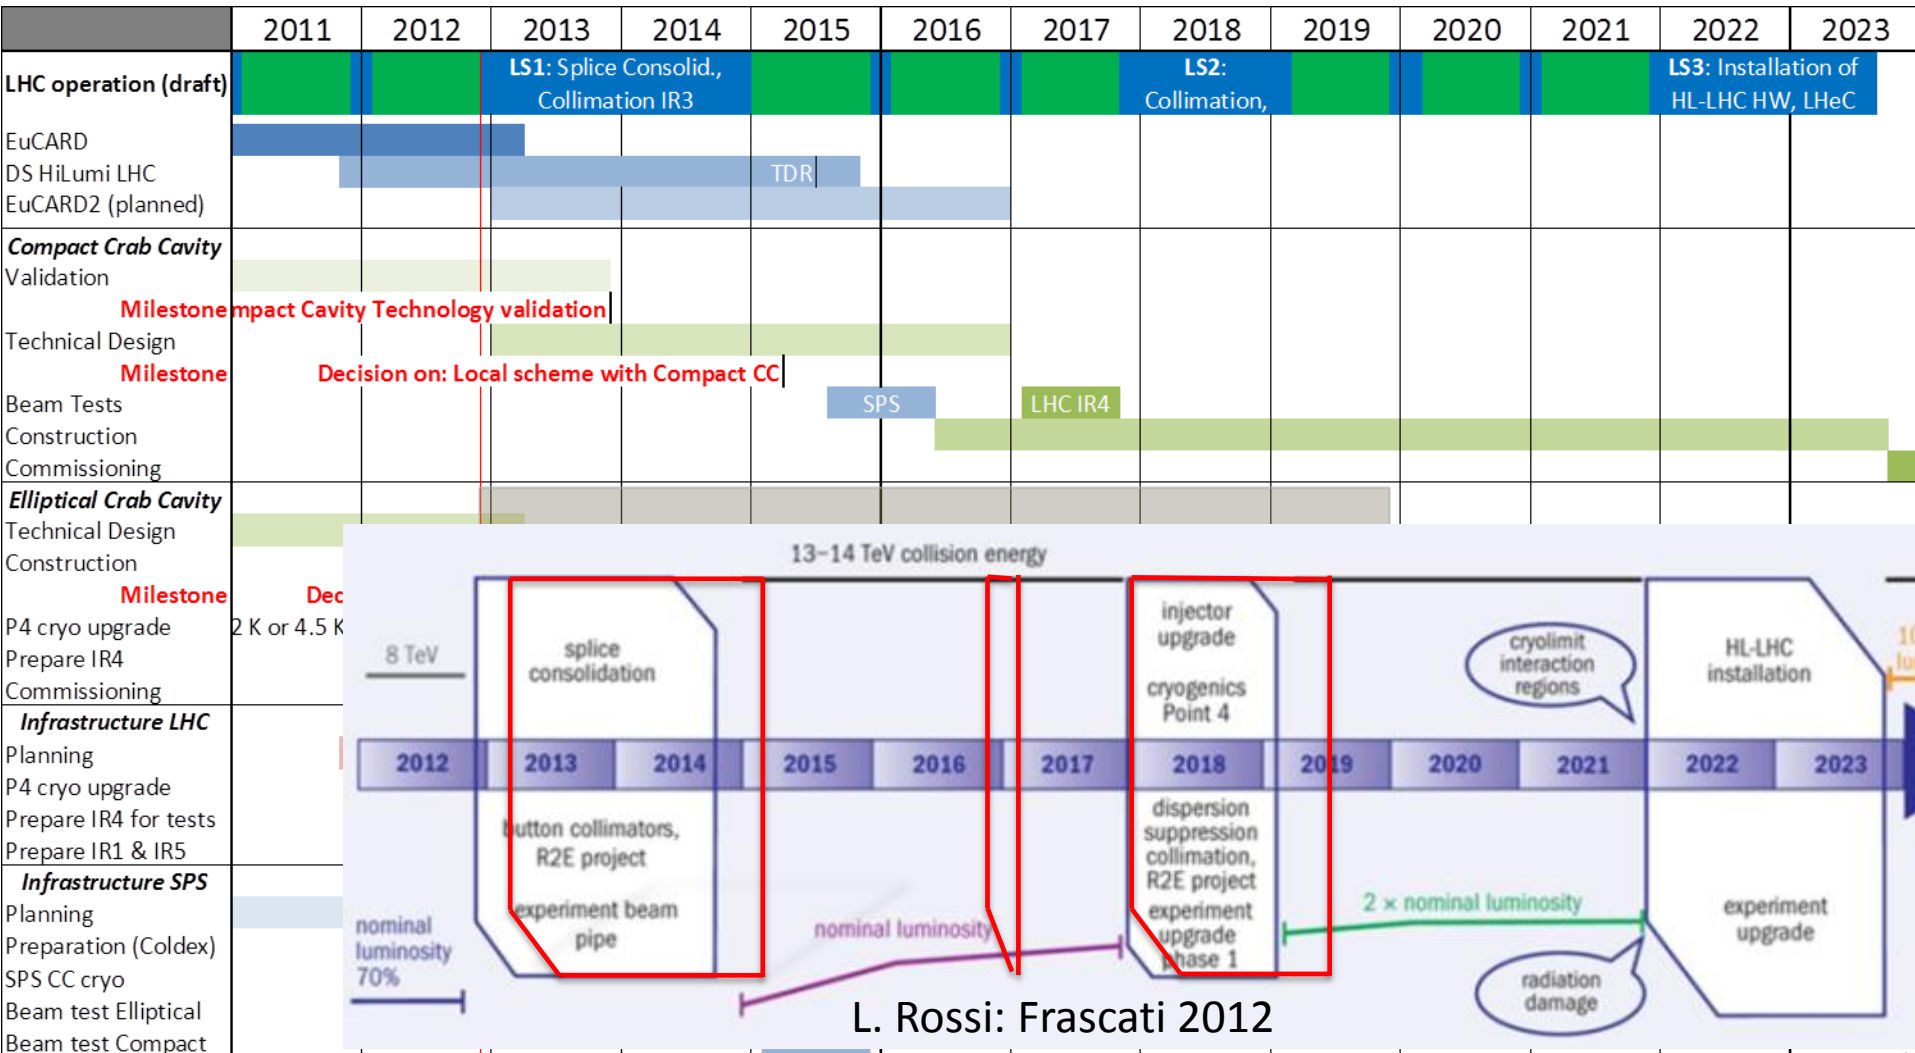 2011 2012 2013 2014 2015 2016 2017 2018 2019 2020 2021 2022 2023
LHC operation (draft)
LS1: Splice Consolid.,
Collimation IR3
LS2:
Collimation,
LS3: Installation of
HL-LHC HW, LHeC
EuCARD
DS HiLumi LHC
TDR
EuCARD2 (planned)
Compact Crab Cavity
Validation
Milestone mpact Cavity Technology validation
Technical Design
Milestone Decision on: Local scheme with Compact CC
Beam Tests SPS LHC IR4
Construction
Commissioning
Elliptical Crab Cavity
Technical Design
Construction
Milestone Dec
P4 cryo upgrade 2 K or 4.5 K
Prepare IR4
Commissioning
Infrastructure LHC
Planning
P4 cryo upgrade
Prepare IR4 for tests
Prepare IR1 & IR5
Infrastructure SPS
Planning
Preparation (Coldex)
SPS CC cryo
Beam test Elliptical
Beam test Compact
13–14 TeV collision energy
8 TeV
splice
consolidation
injector
upgrade
cryogenics
Point 4
cryolimit
interaction
regions
HL-LHC
installation
10
2012 2013 2014 2015 2016 2017 2018 2019 2020 2021 2022 2023
button collimators,
R2E project
experiment beam
pipe
nominal
luminosity
70%
nominal luminosity
dispersion
suppression
collimation,
R2E project
experiment
upgrade
phase 1
2 × nominal luminosity
radiation
damage
experiment
upgrade
L. Rossi: Frascati 2012